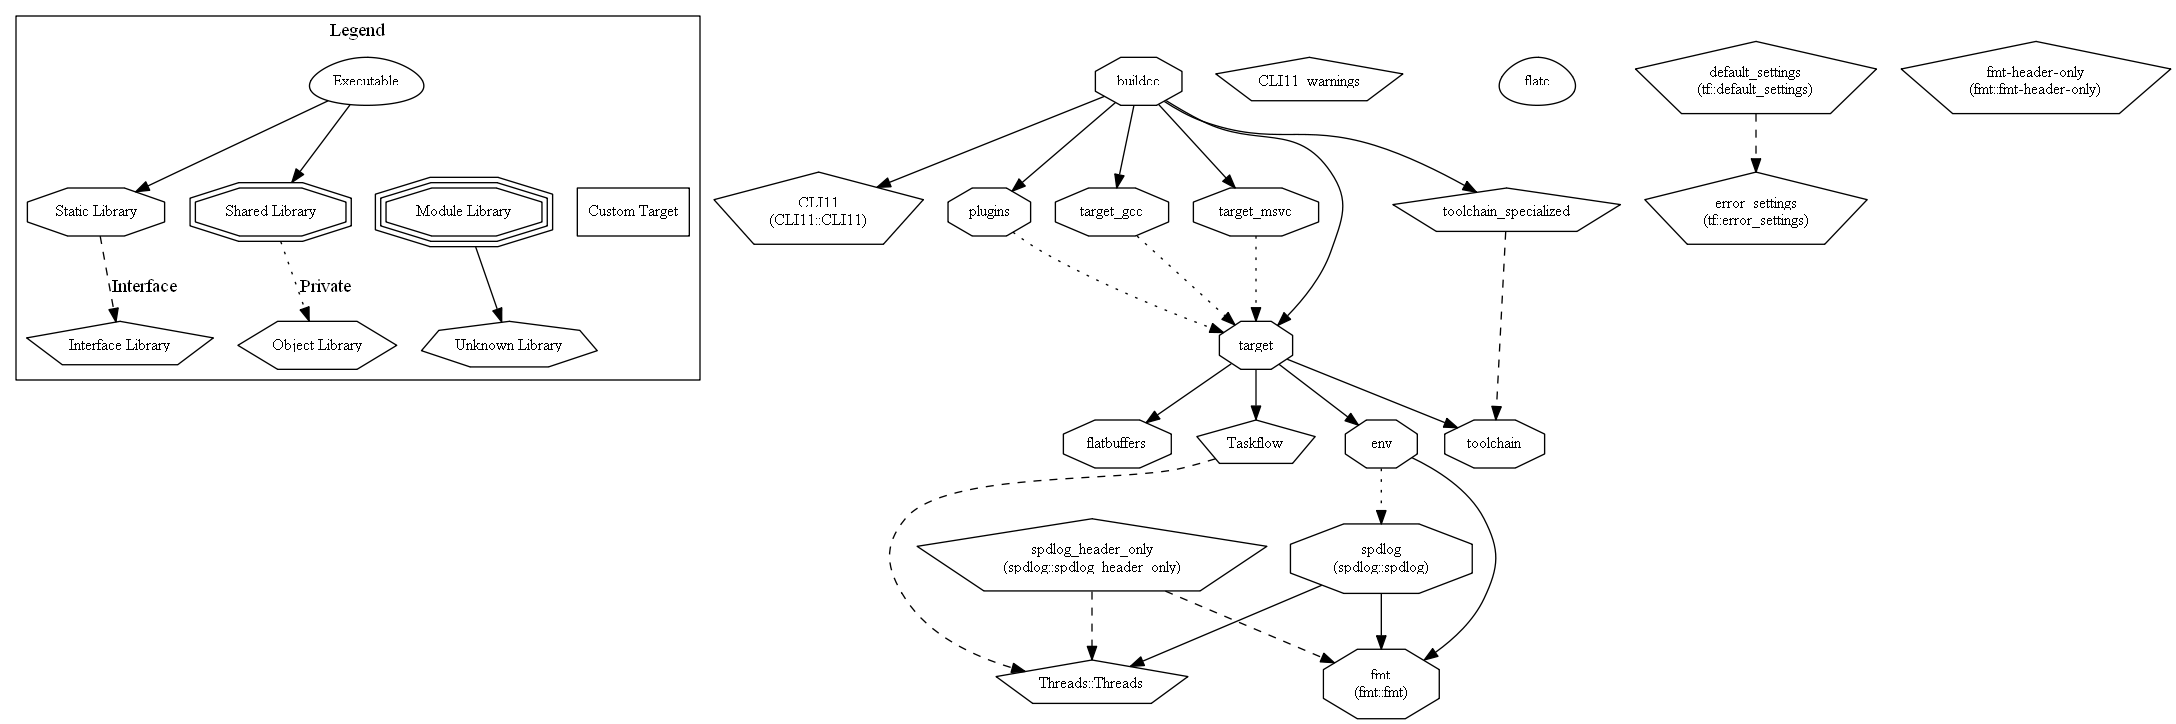 Legend
Executable
Static Library
Shared Library
Module Library
Custom Target
Interface
Private
Interface Library
Object Library
Unknown Library
buildcc
CLI11_warnings
flatc
default_settings
(tf::default_settings)
fmt-header-only
(fmt::fmt-header-only)
CLI11
(CLI11::CLI11)
plugins
target_gcc
target_msvc
toolchain_specialized
error_settings
(tf::error_settings)
target
flatbuffers
Taskflow
env
toolchain
spdlog_header_only
(spdlog::spdlog_header_only)
spdlog
(spdlog::spdlog)
Threads::Threads
fmt
(fmt::fmt)